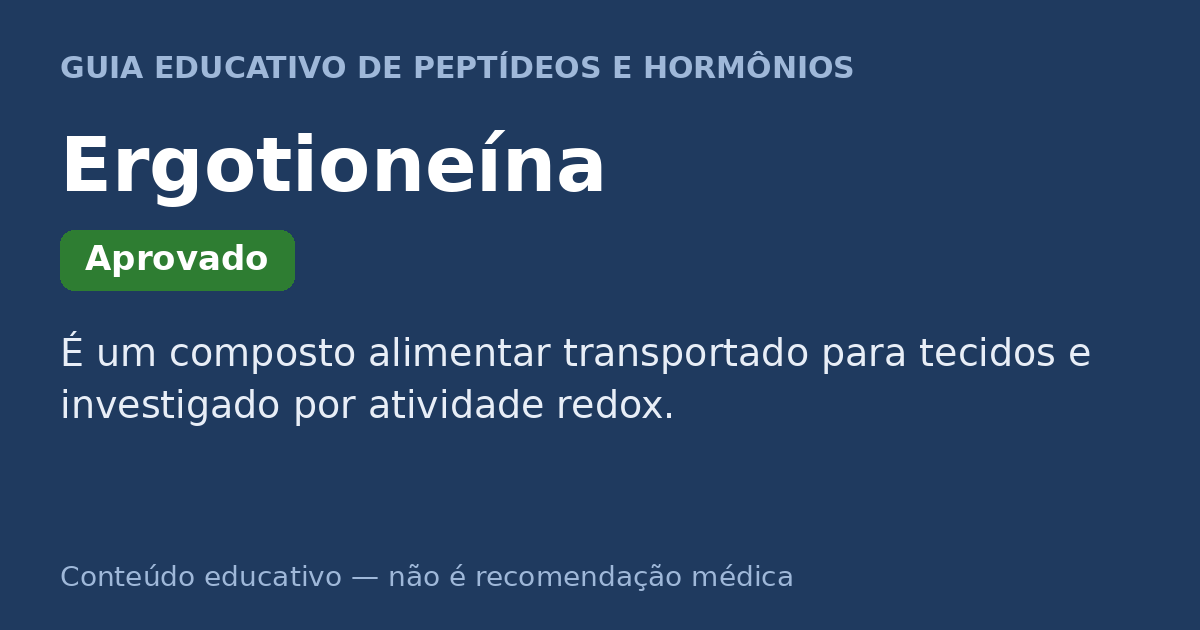 GUIA EDUCATIVO DE PEPTÍDEOS E HORMÔNIOS
Ergotioneína
Aprovado
É um composto alimentar transportado para tecidos e
investigado por atividade redox.
Conteúdo educativo — não é recomendação médica